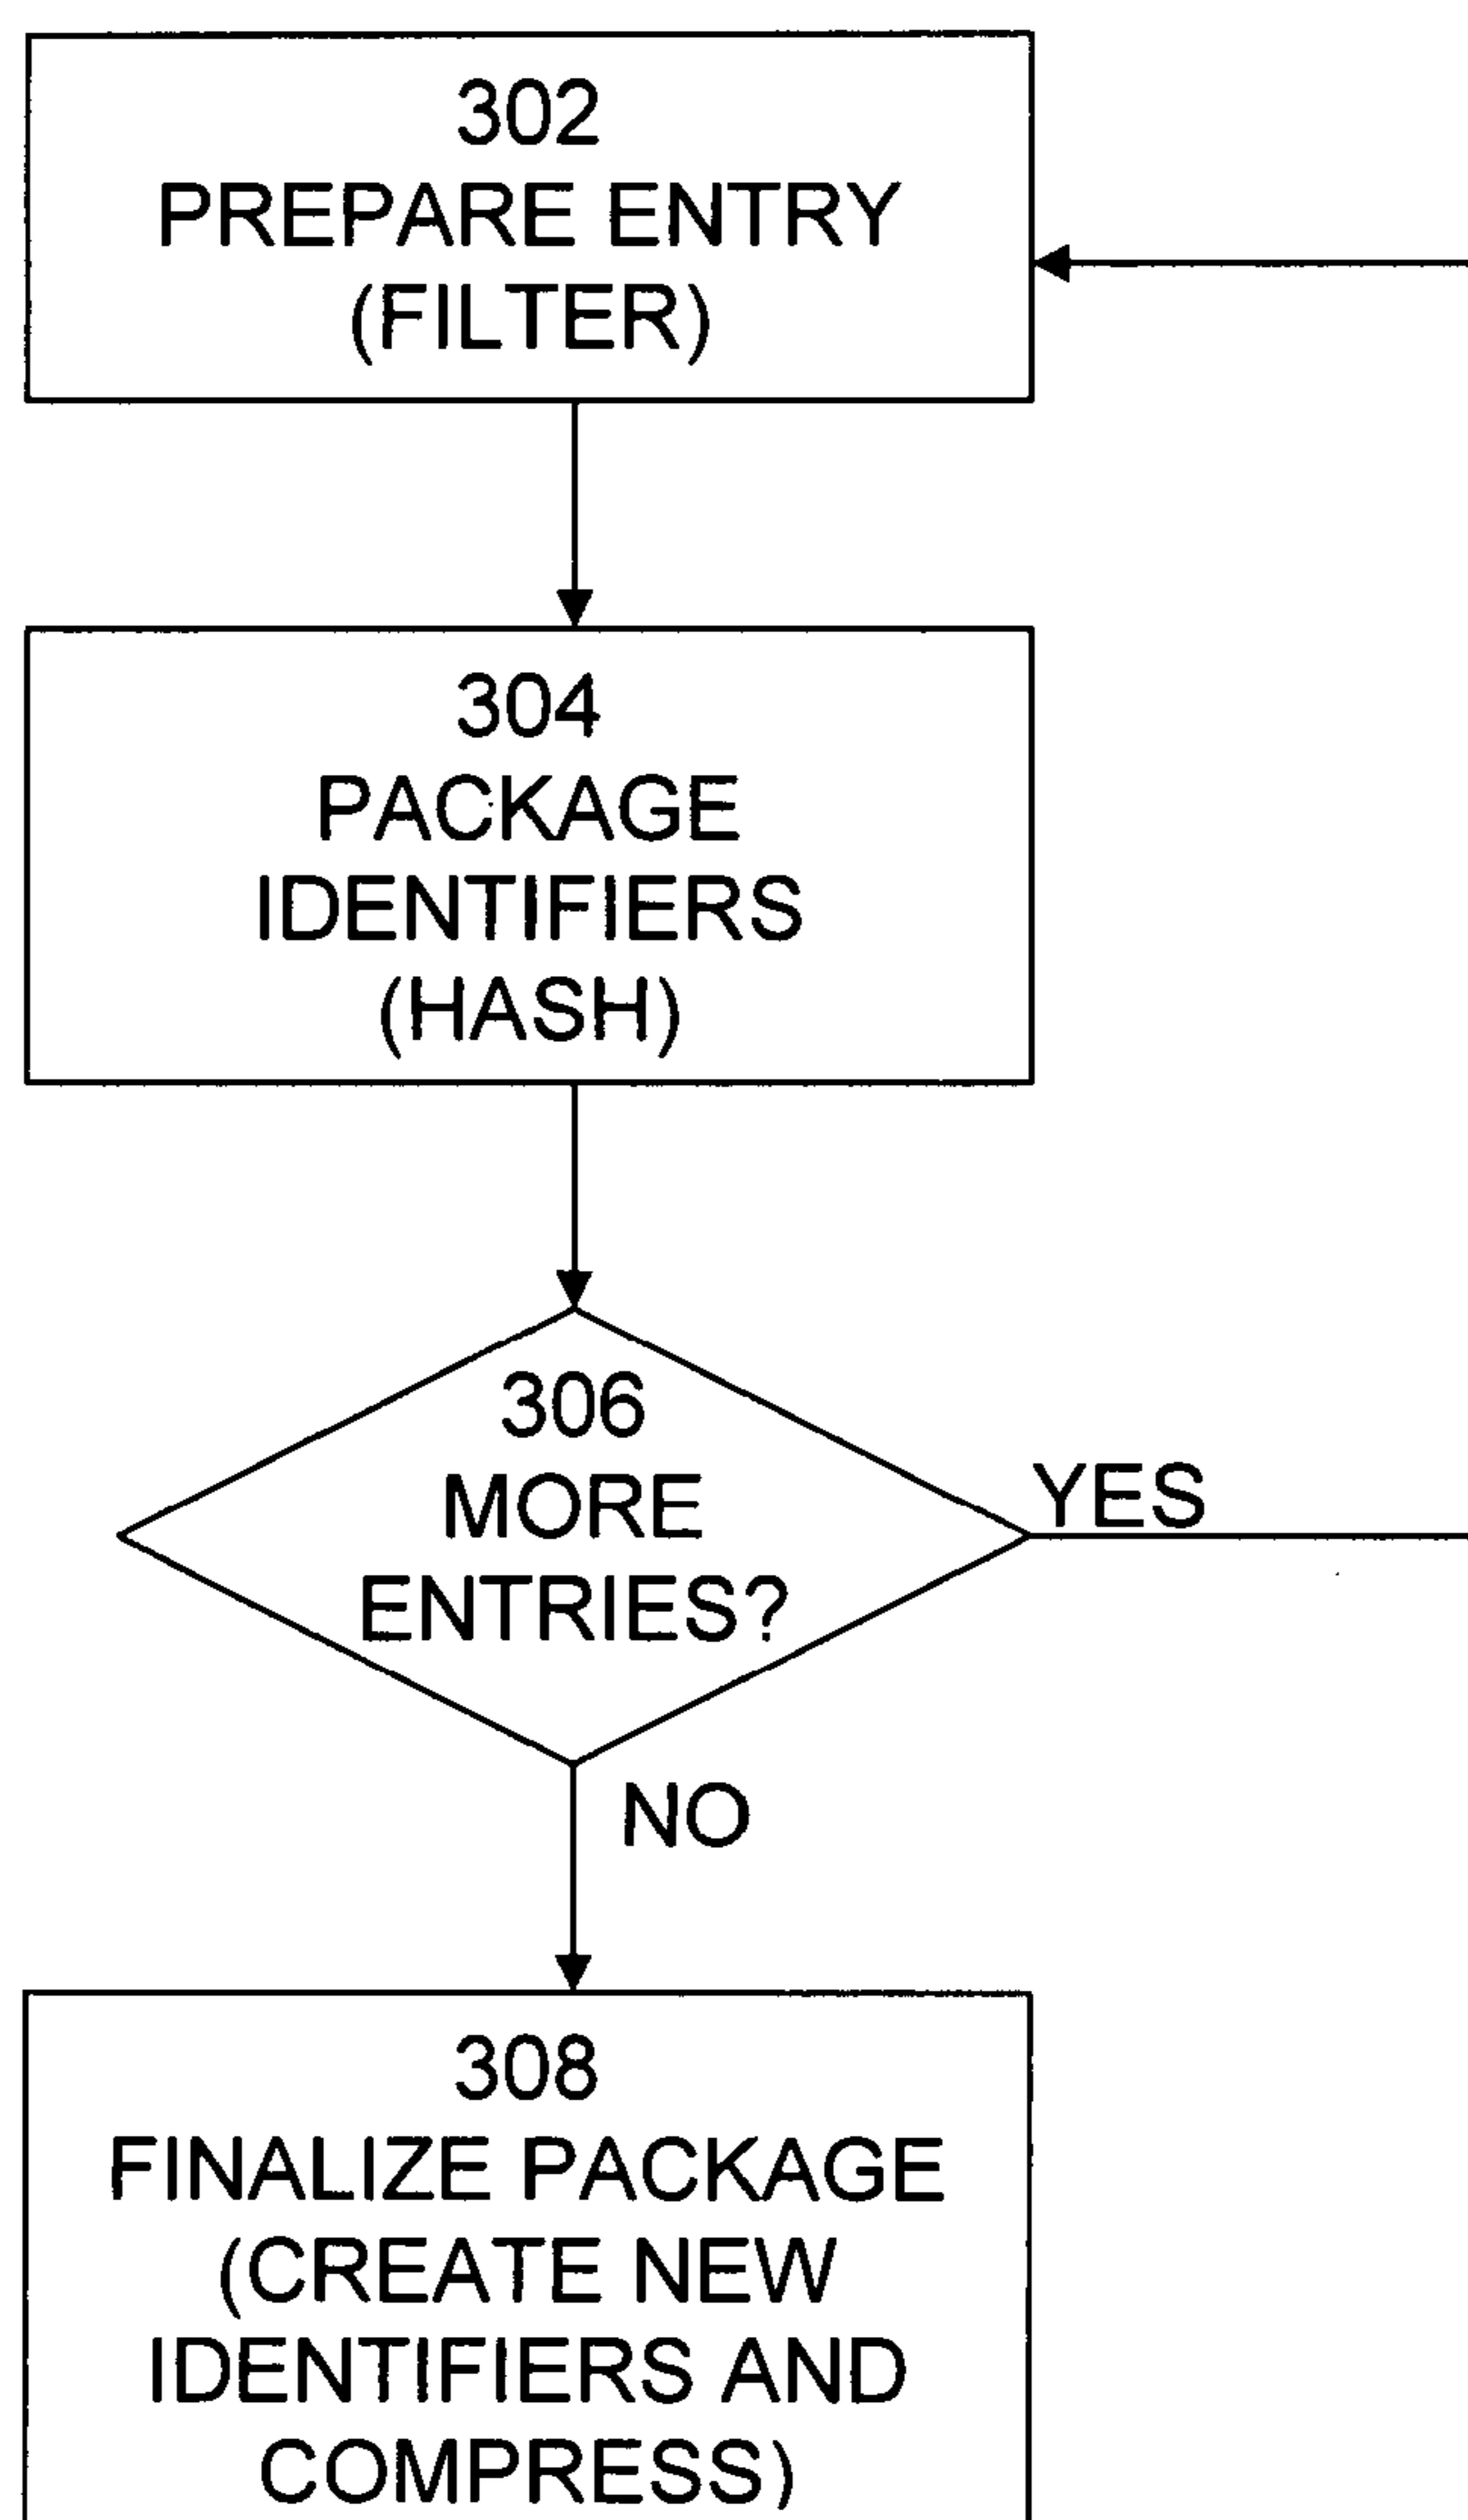 302
PREPARE ENTRY
(FILTER)
304
PACKAGE
IDENTIFIERS
(HASH)
306
MORE
ENTRIES?
YES
NO
308
FINALIZE PACKAGE
(CREATE NEW
IDENTIFIERS AND
COMPRESS)